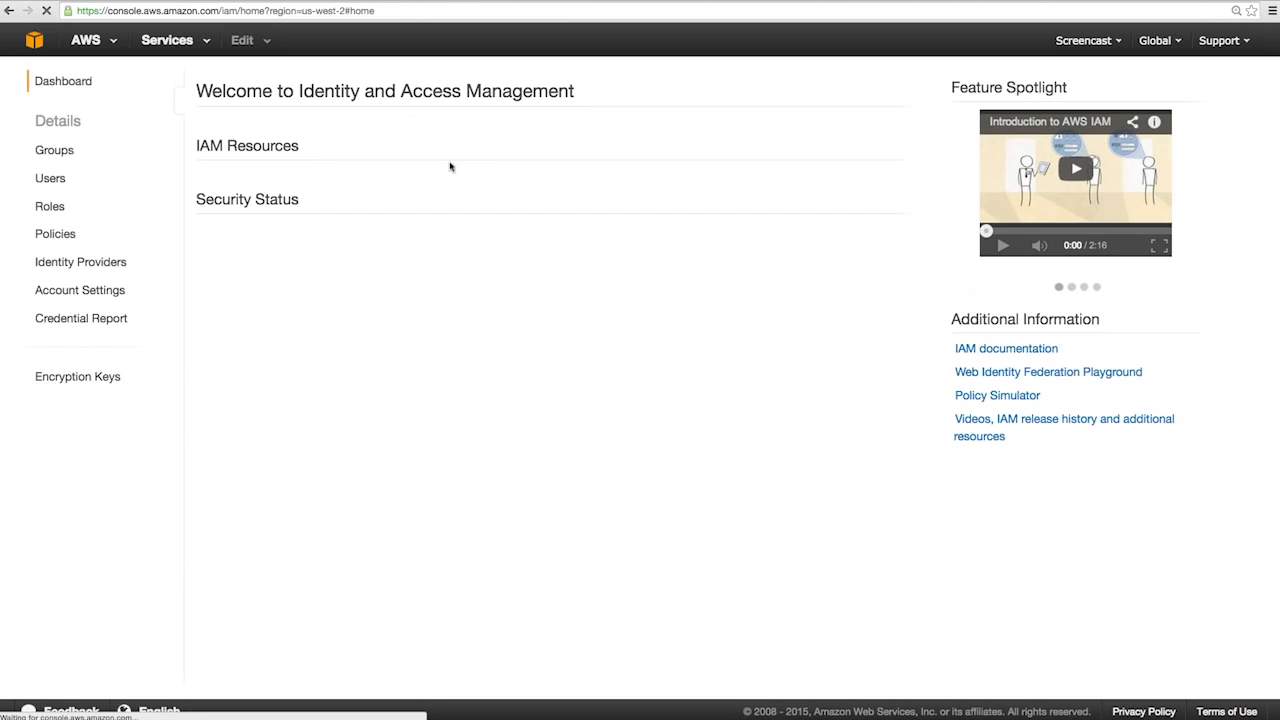 https://console.aws.amazon.com/iam/home?region=us-west-2#home
AWS Services Edit Screencast Global Support
Dashboard
Details
Groups
Users
Roles
Policies
Identity Providers
Account Settings
Credential Report
Encryption Keys
Welcome to Identity and Access Management
IAM Resources
Security Status
Feature Spotlight
Introduction to AWS IAM
0:00 / 2:16
Additional Information
IAM documentation
Web Identity Federation Playground
Policy Simulator
Videos, IAM release history and additional
resources
Feedback English
© 2008 - 2015, Amazon Web Services, Inc. or its affiliates. All rights reserved. Privacy Policy Terms of Use
Waiting for console.aws.amazon.com...